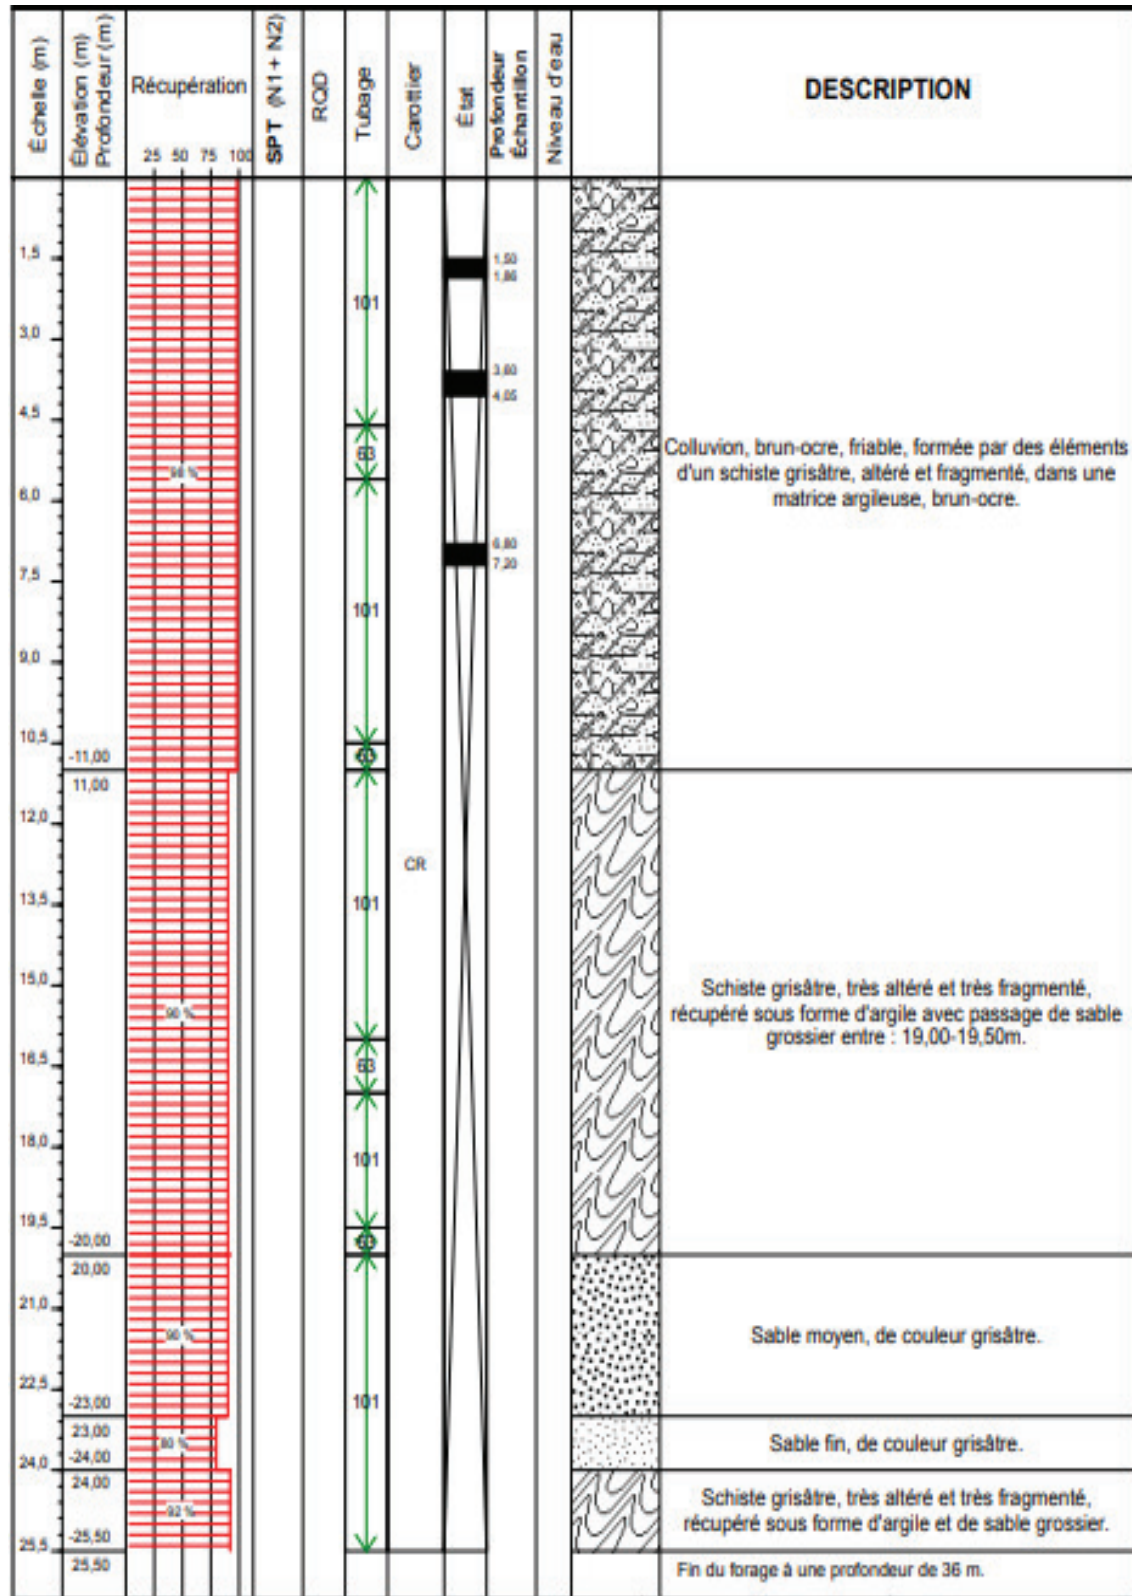 Échelle (m)
Élévation (m)
Profondeur (m)
Récupération
25 50 75 100
SPT (N1 + N2)
RQD
Tubage
Carottier
État
Profondeur
Échantillon
Niveau d'eau
DESCRIPTION
1,5
1,50
101
3,0
3,60
4,05
4,5
63
Colluvion, brun-ocre, friable, formée par des éléments
d'un schiste grisâtre, altéré et fragmenté, dans une
matrice argileuse, brun-ocre.
6,0
6,80
7,20
7,5
101
9,0
10,5
-11,00
63
11,00
12,0
CR
13,5
101
15,0
90 %
Schiste grisâtre, très altéré et très fragmenté,
récupéré sous forme d'argile avec passage de sable
grossier entre : 19,00-19,50m.
16,5
63
18,0
101
19,5
-20,00
63
20,00
21,0
90 %
Sable moyen, de couleur grisâtre.
22,5
-23,00
101
23,00
80 %
Sable fin, de couleur grisâtre.
-24,00
24,0
24,00
92 %
Schiste grisâtre, très altéré et très fragmenté,
récupéré sous forme d'argile et de sable grossier.
-25,50
25,5
25,50
Fin du forage à une profondeur de 36 m.